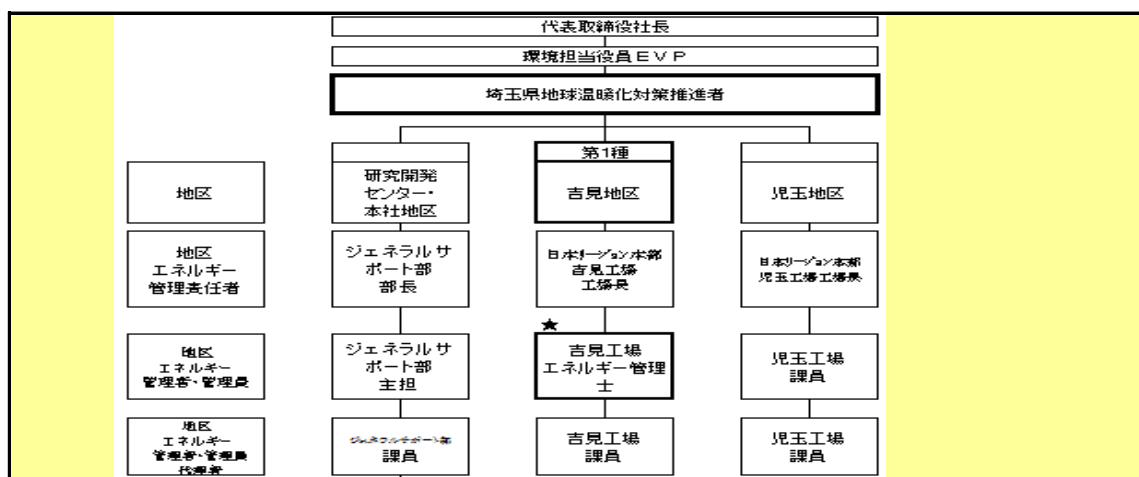 代表取締役社長
環境担当役員EVP
埼玉県地球温暖化対策推進者
第1種
地区
研究開発
センター・
本社地区
吉見地区
児玉地区
地区
エネルギー
管理責任者
ジェネラルサ
ポート部
部長
日本リージョン本部
吉見工場
工場長
日本リージョン本部
児玉工場工場長
地区
エネルギー
管理者・管理員
ジェネラルサ
ポート部
主担
★
吉見工場
エネルギー管理
士
児玉工場
課員
地区
エネルギー
管理者・管理員
代理者
ジェネラルサポート部
課員
吉見工場
課員
児玉工場
課員